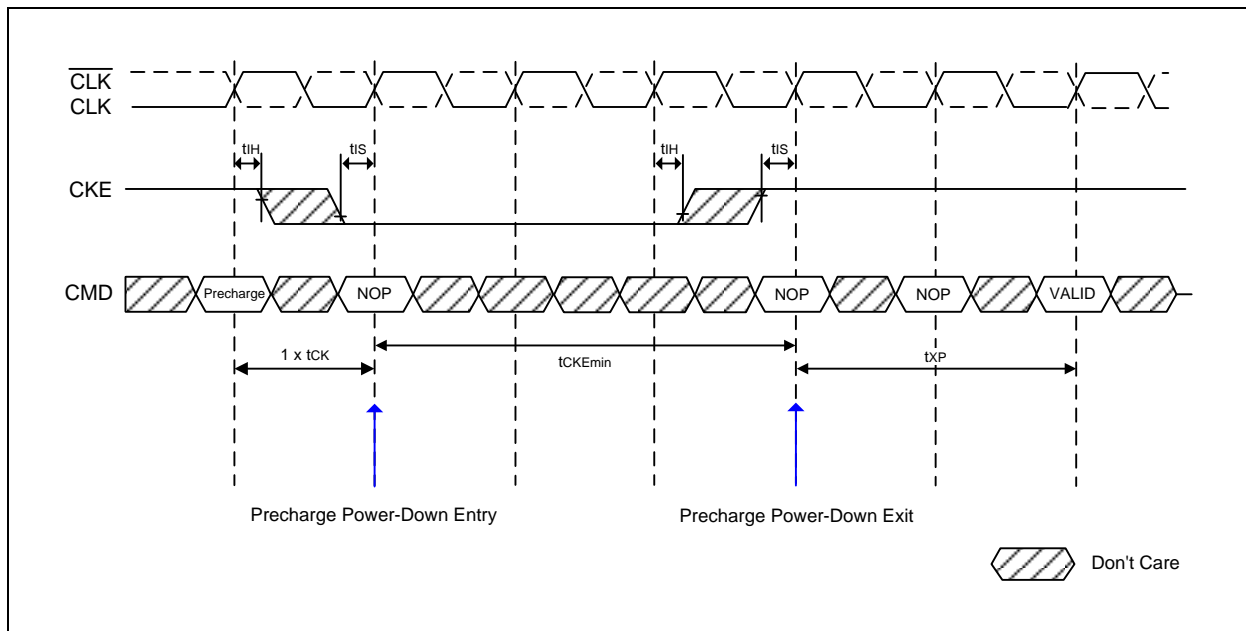 CLK
CLK
tIH tIS tIH tIS
CKE
CMD Precharge NOP NOP NOP VALID
1 x tCK tCKEmin tXP
Precharge Power-Down Entry Precharge Power-Down Exit
Don't Care